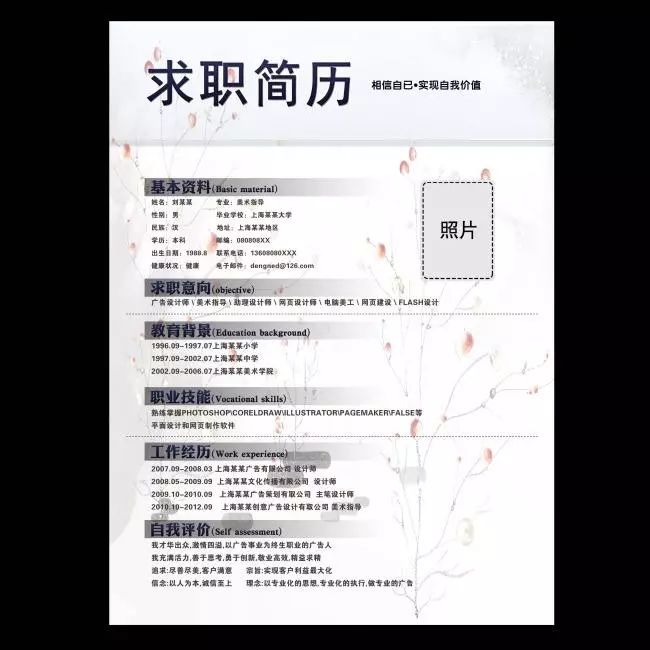 求职简历
相信自已•实现自我价值
照片
基本资料(Basic material)
姓名：刘某某 专业：美术指导
性别：男 毕业学校：上海某某大学
民族：汉 地址：上海某某地区
学历：本科 邮编：080808XX
出生日期：1988.8 联系电话：13608080XXX
健康状况：健康 电子邮件：dengned@126.com
求职意向(objective)
广告设计师 \ 美术指导 \ 助理设计师 \ 网页设计师 \ 电脑美工 \ 网页建设 \ FLASH设计
教育背景(Education background)
1996.09-1997.07上海某某小学
1997.09-2002.07上海某某中学
2002.09-2006.07上海某某美术学院
职业技能(Vocational skills)
熟练掌握PHOTOSHOP\CORELDRAW\ILLUSTRATOR\PAGEMAKER\FALSE等
平面设计和网页制作软件
工作经历(Work experience)
2007.09-2008.03 上海某某广告有限公司 设计师
2008.05-2009.09 上海某某文化传播有限公司 设计师
2009.10-2010.09 上海某某广告策划有取公司 主笔设计师
2010.10-2012.09 上海某某创意广告设计有取公司 美术指导
自我评价(Self assessment)
我才华出众,激情四溢,以广告事业为终生职业的广告人
我充满活力,善于思考,勇于创新,敬业高效,精益求精
追求:尽善尽美,客户满意 宗旨:实现客户利益最大化
信念:以人为本,诚信至上 理念:以专业化的思想,专业化的执行,做专业的广告